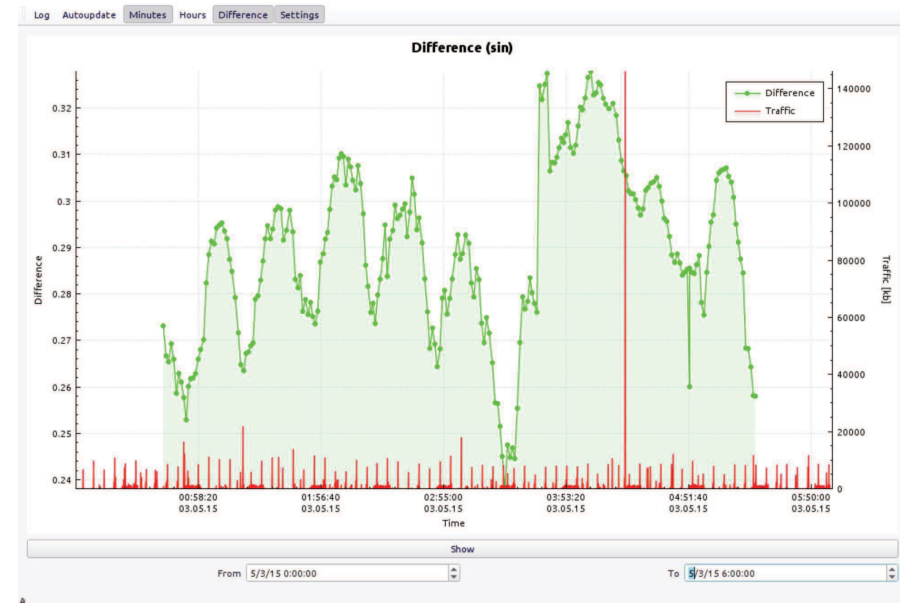 Log Autoupdate Minutes Hours Difference Settings
Difference (sin)
Difference
Traffic
0.32
0.31
0.3
0.29
0.28
0.27
0.26
0.25
0.24
Difference
140000
120000
100000
80000
60000
40000
20000
0
Traffic [kb]
00:58:20 01:56:40 02:55:00 03:53:20 04:51:40 05:50:00
03.05.15 03.05.15 03.05.15 03.05.15 03.05.15 03.05.15
Time
Show
From 5/3/15 0:00:00 To 5/3/15 6:00:00